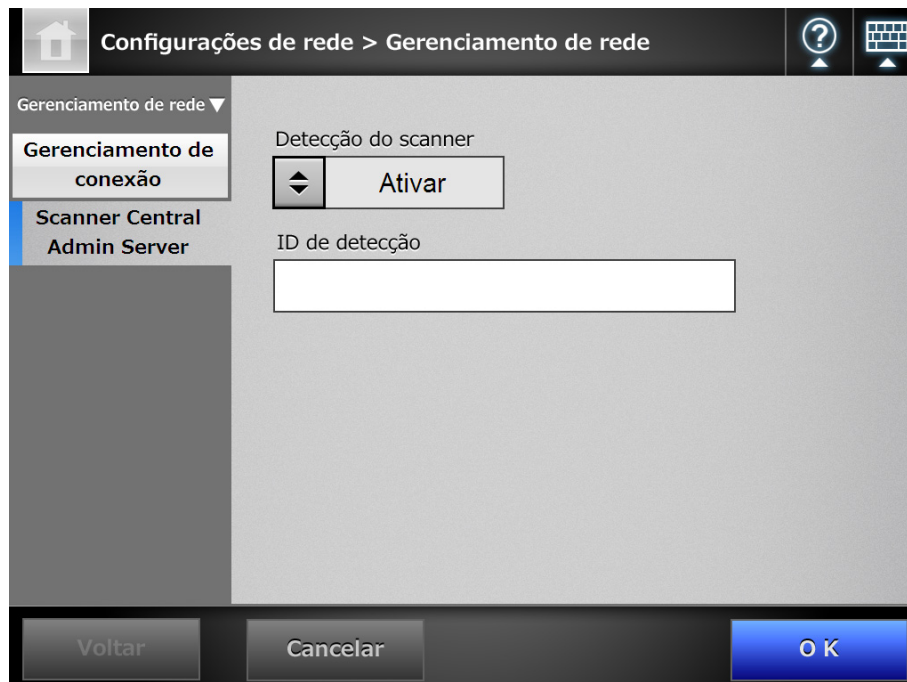 Configurações de rede > Gerenciamento de rede
?
Gerenciamento de rede ▼
Gerenciamento de
conexão
Scanner Central
Admin Server
Detecção do scanner
Ativar
ID de detecção
Voltar
Cancelar
OK